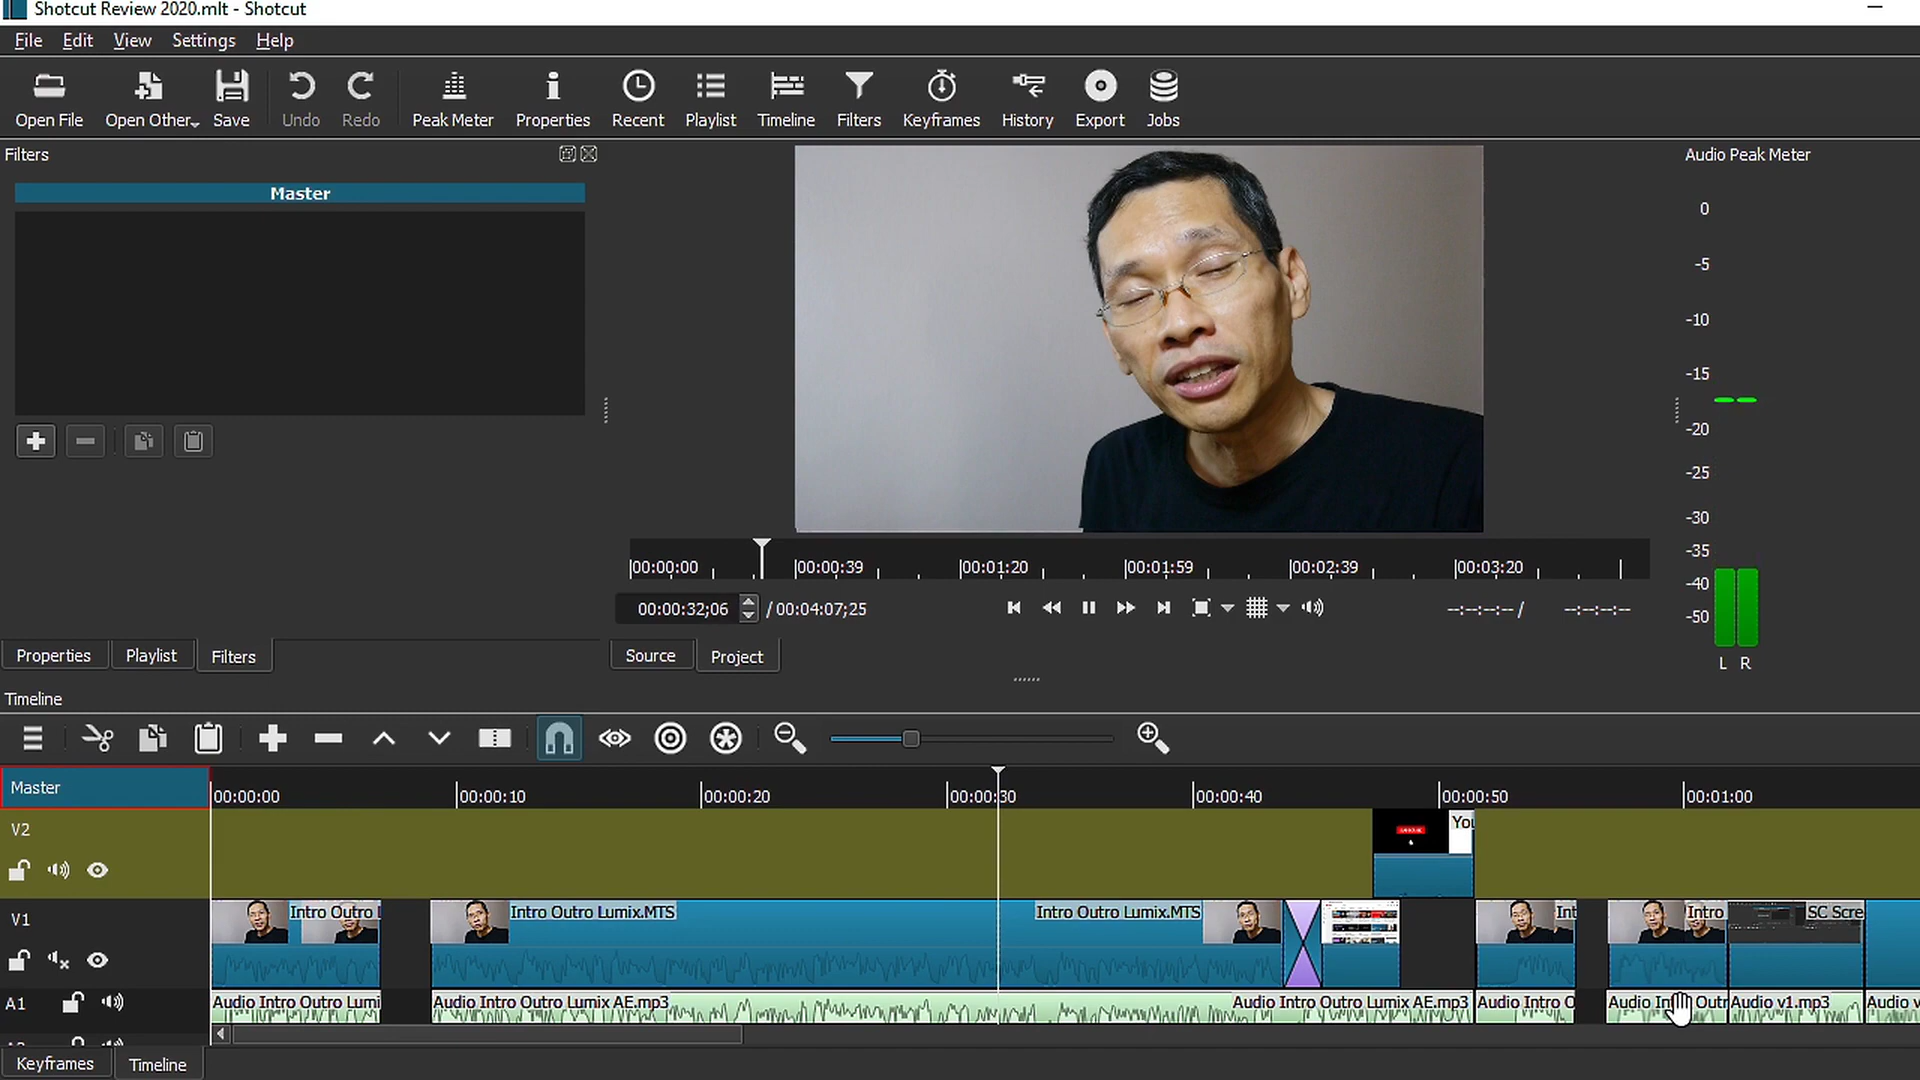 Shotcut Review 2020.mlt - Shotcut
File Edit View Settings Help
Open File Open Other Save Undo Redo Peak Meter Properties Recent Playlist Timeline Filters Keyframes History Export Jobs
Filters
Master
Audio Peak Meter
0
-5
-10
-15
-20
-25
-30
-35
-40
-50
L R
00:00:00 00:00:39 00:01:20 00:01:59 00:02:39 00:03:20
00:00:32;06 / 00:04:07;25 --:--:--:-- / --:--:--:--
Properties Playlist Filters Source Project
Timeline
Master
00:00:00 00:00:10 00:00:20 00:00:30 00:00:40 00:00:50 00:01:00
V2
You
V1
Intro Outro L Intro Outro Lumix.MTS Intro Outro Lumix.MTS Int Intro SC Scre
A1
Audio Intro Outro Lumi Audio Intro Outro Lumix AE.mp3 Audio Intro Outro Lumix AE.mp3 Audio Intro O Audio Int Outr Audio v1.mp3 Audio v
Keyframes Timeline